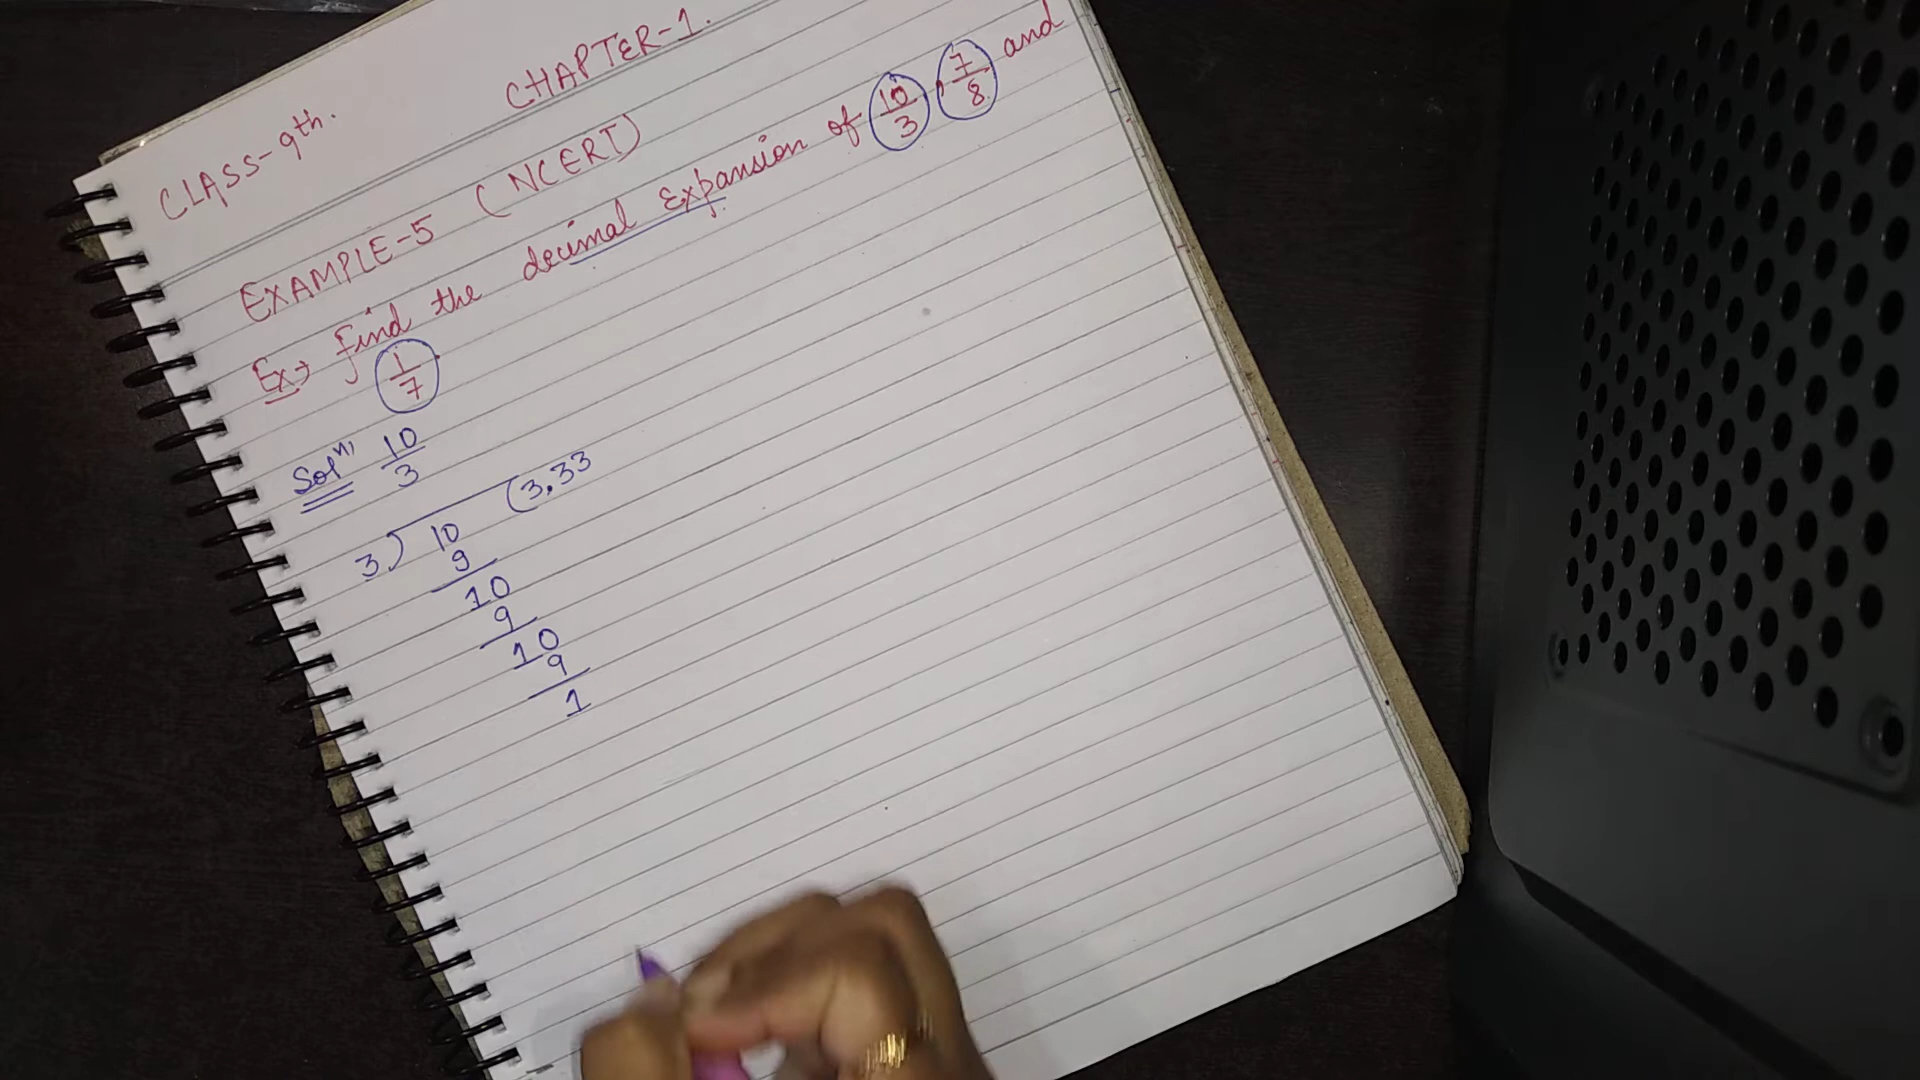 CLASS-9th. CHAPTER-1.
EXAMPLE-5 (NCERT)
Ex→ Find the decimal Expansion of 10/3, 7/8 and
1/7.
Solⁿ) 10/3
3) 10 (3.33
9
10
9
10
9
1